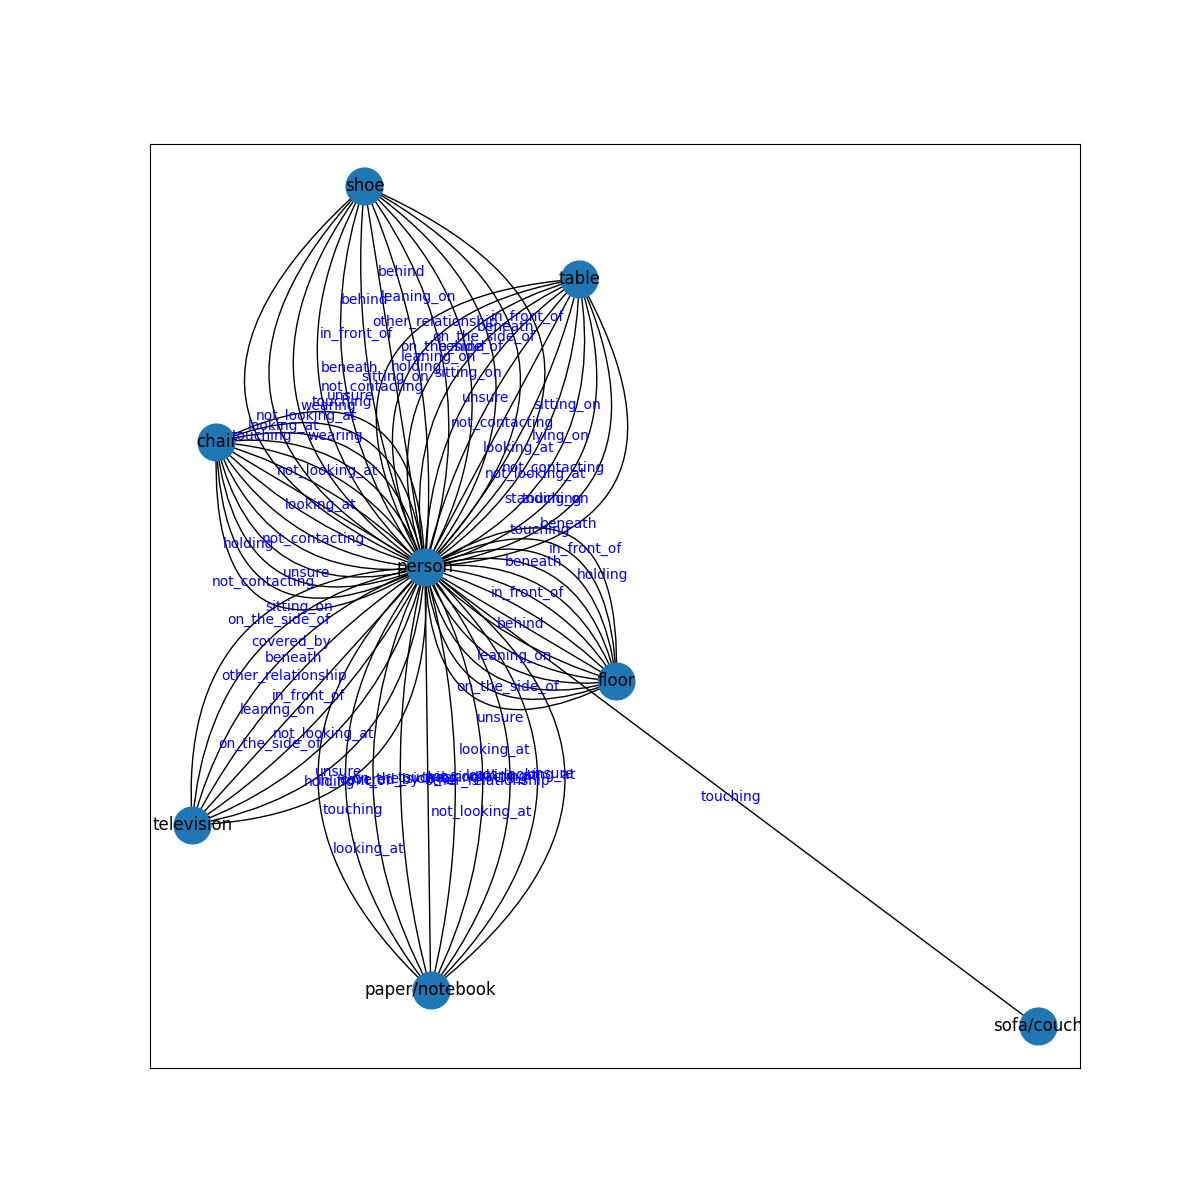 shoe
behind
table
leaning_on
behind
in_front_of
other_relationship
beneath
in_front_of
on_the_side_of
on_the_side_of
behind
leaning_on
beneath
holding
sitting_on
sitting_on
not_contacting
unsure
unsure
touching
wearing
sitting_on
not_looking_at
not_contacting
looking_at
touching
wearing
lying_on
chair
looking_at
not_looking_at
not_contacting
not_looking_at
looking_at
standing_on
touching
beneath
touching
not_contacting
holding
in_front_of
beneath
person
unsure
holding
not_contacting
in_front_of
sitting_on
on_the_side_of
behind
covered_by
leaning_on
beneath
other_relationship
floor
on_the_side_of
in_front_of
leaning_on
unsure
not_looking_at
on_the_side_of
looking_at
unsure
unsure
holding
other_relationship
touching
touching
not_looking_at
television
looking_at
paper/notebook
sofa/couch